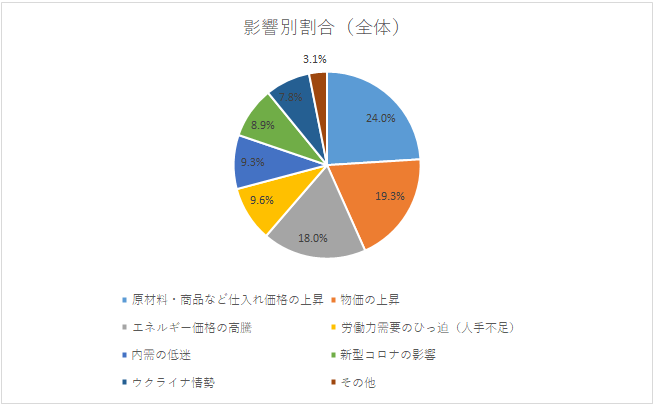 影響別割合（全体）
3.1%
7.8%
24.0%
8.9%
9.3%
19.3%
9.6%
18.0%
原材料・商品など仕入れ価格の上昇 物価の上昇
エネルギー価格の高騰 労働力需要のひっ迫（人手不足）
内需の低迷 新型コロナの影響
ウクライナ情勢 その他